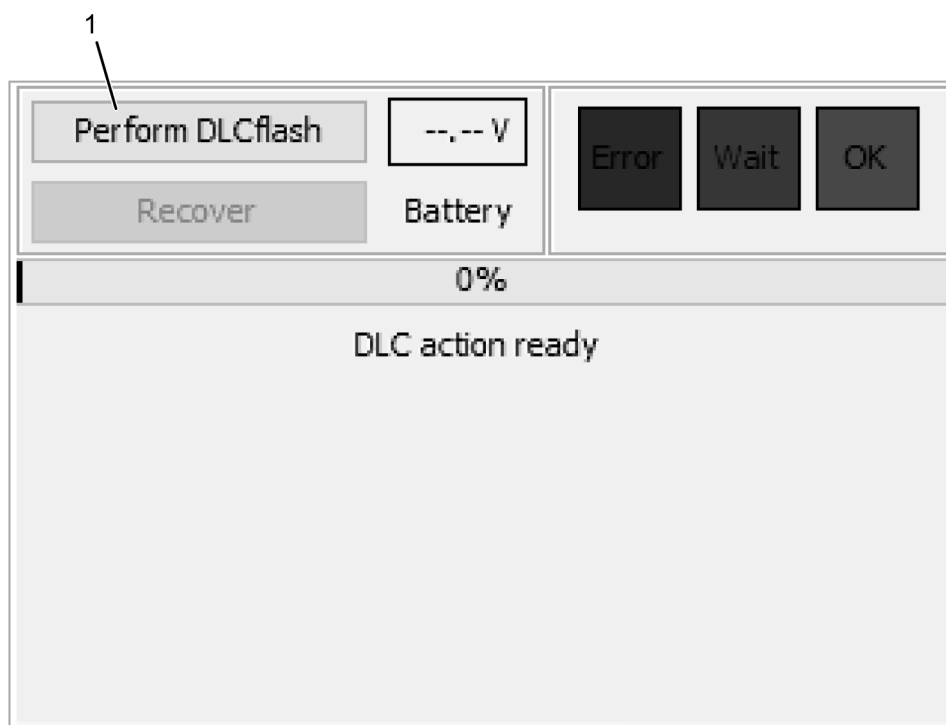 1
Perform DLCflash
--.-- V
Error
Wait
OK
Recover
Battery
0%
DLC action ready